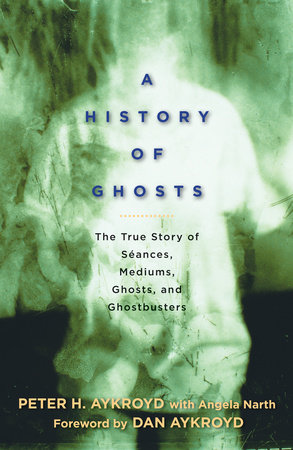 A
HISTORY
OF
GHOSTS
The True Story of
Séances,
Mediums,
Ghosts, and
Ghostbusters
PETER H. AYKROYD with Angela Narth
Foreword by DAN AYKROYD